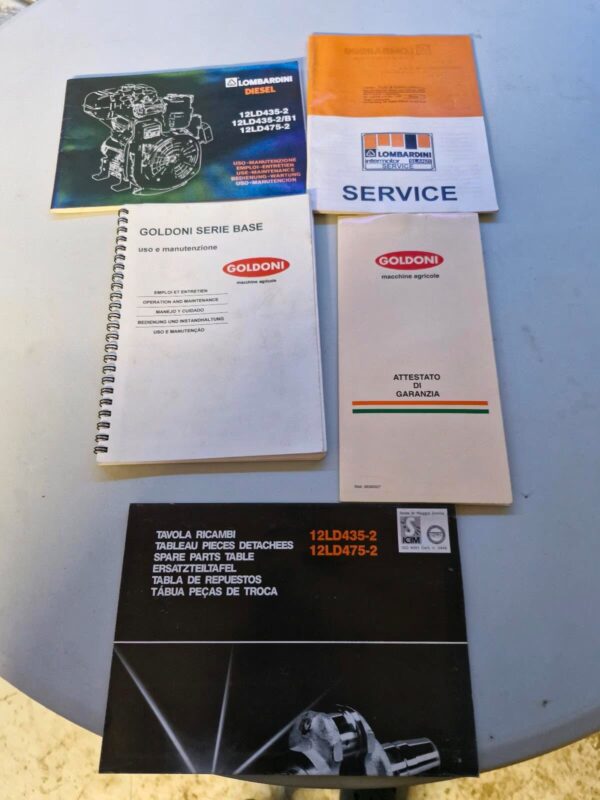 LOMBARDINI
DIESEL
12LD435-2
12LD435-2/B1
12LD475-2
USO-MANUTENZIONE
EMPLOI-ENTRETIEN
USE-MAINTENANCE
BEDIENUNG-WARTUNG
USO-MANUTENCION
LOMBARDINI
intermotor
SERVICE
SERVICE
GOLDONI SERIE BASE
uso e manutenzione
GOLDONI
macchine agricole
EMPLOI ET ENTRETIEN
OPERATION AND MAINTENANCE
MANEJO Y CUIDADO
BEDIENUNG UND INSTANDHALTUNG
USO E MANUTENÇÃO
GOLDONI
macchine agricole
ATTESTATO
DI
GARANZIA
TAVOLA RICAMBI
TABLEAU PIECES DETACHEES
SPARE PARTS TABLE
ERSATZTEILTAFEL
TABLA DE REPUESTOS
TÁBUA PEÇAS DE TROCA
12LD435-2
12LD475-2
ICIM